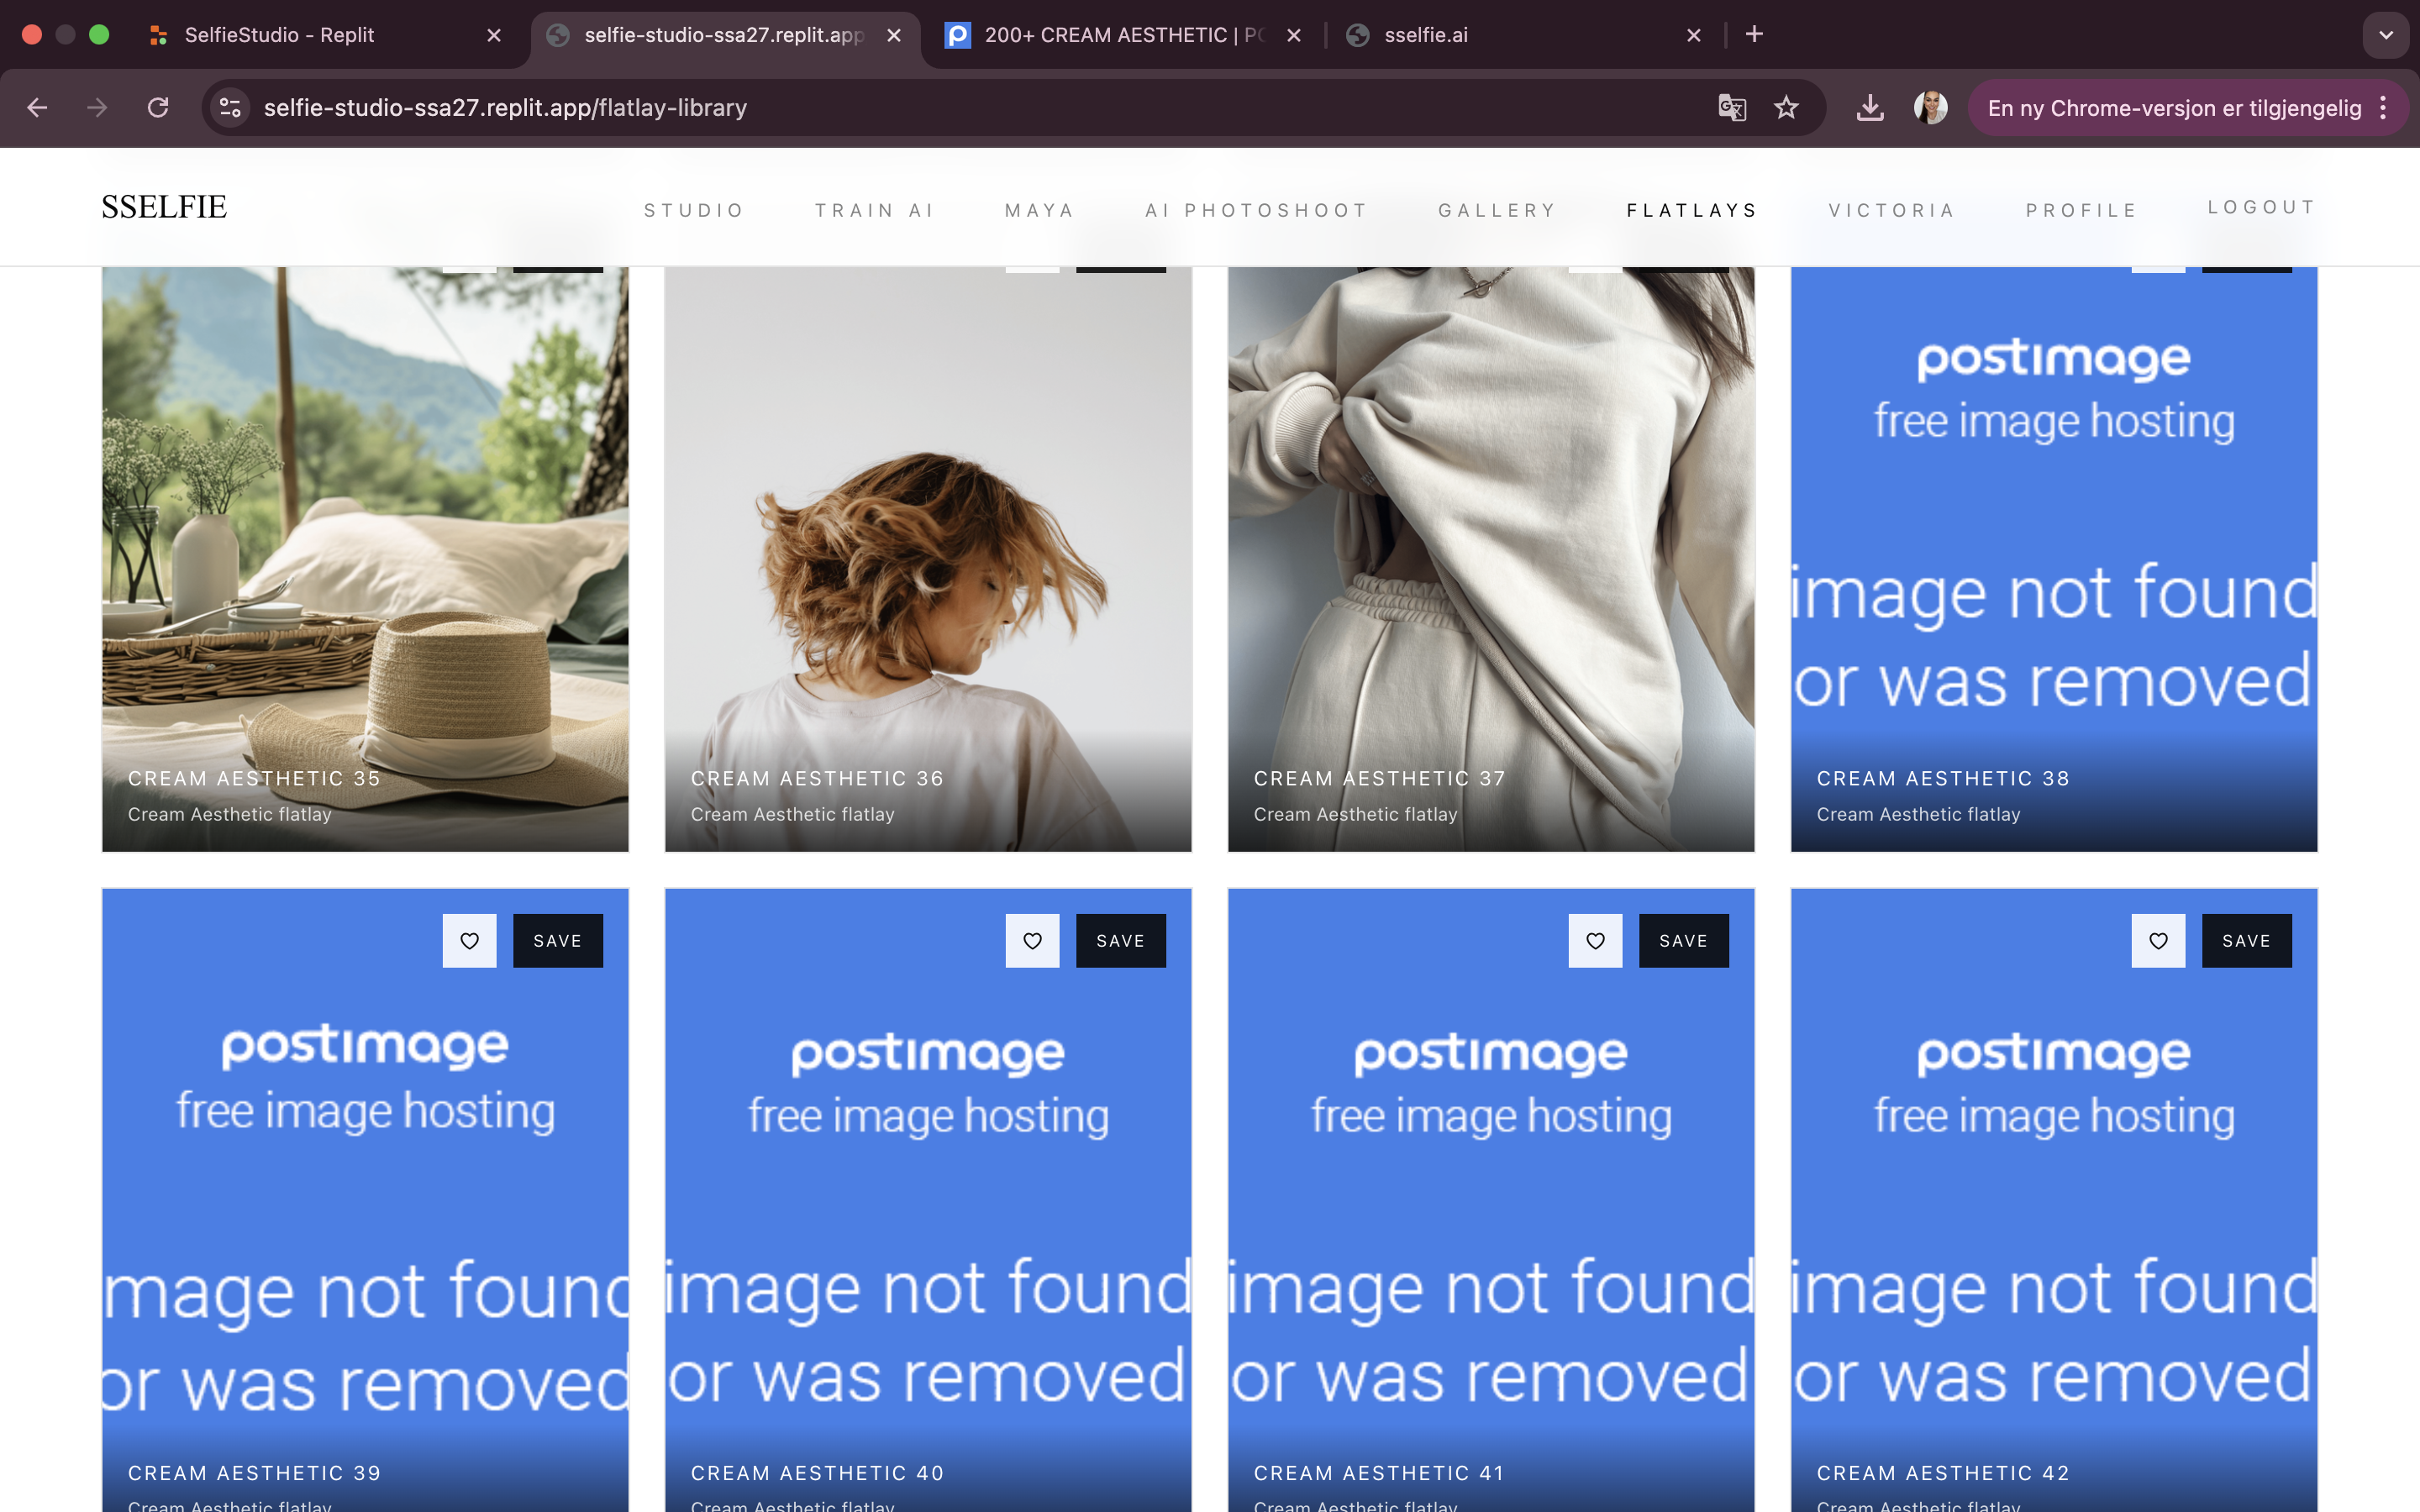 SelfieStudio - Replit
selfie-studio-ssa27.replit.app
200+ CREAM AESTHETIC | PO
sselfie.ai
selfie-studio-ssa27.replit.app/flatlay-library
En ny Chrome-versjon er tilgjengelig
SSELFIE
STUDIO
TRAIN AI
MAYA
AI PHOTOSHOOT
GALLERY
FLATLAYS
VICTORIA
PROFILE
LOGOUT
CREAM AESTHETIC 35
Cream Aesthetic flatlay
CREAM AESTHETIC 36
Cream Aesthetic flatlay
CREAM AESTHETIC 37
Cream Aesthetic flatlay
postimage
free image hosting
image not found
or was removed
CREAM AESTHETIC 38
Cream Aesthetic flatlay
SAVE
postimage
free image hosting
mage not found
or was removed
CREAM AESTHETIC 39
Cream Aesthetic flatlay
SAVE
postimage
free image hosting
image not found
or was removed
CREAM AESTHETIC 40
Cream Aesthetic flatlay
SAVE
postimage
free image hosting
image not found
or was removed
CREAM AESTHETIC 41
Cream Aesthetic flatlay
SAVE
postimage
free image hosting
image not found
or was removed
CREAM AESTHETIC 42
Cream Aesthetic flatlay